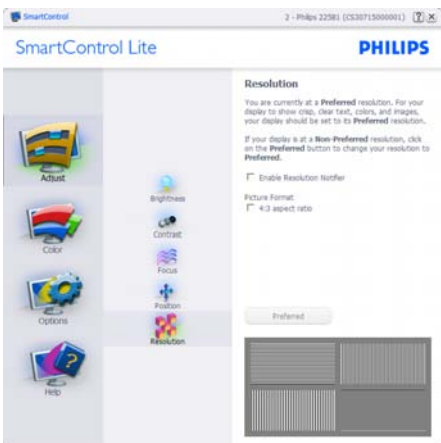 SmartControl
2 - Philips 225B1 (CS30715000001)
SmartControl Lite
PHILIPS
Adjust
Color
Options
Help
Brightness
Contrast
Focus
Position
Resolution
Resolution
You are currently at a Preferred resolution. For your
display to show crisp, clear text, colors, and images,
your display should be set to its Preferred resolution.
If your display is at a Non-Preferred resolution, click
on the Preferred button to change your resolution to
Preferred.
Enable Resolution Notifier
Picture Format
4:3 aspect ratio
Preferred